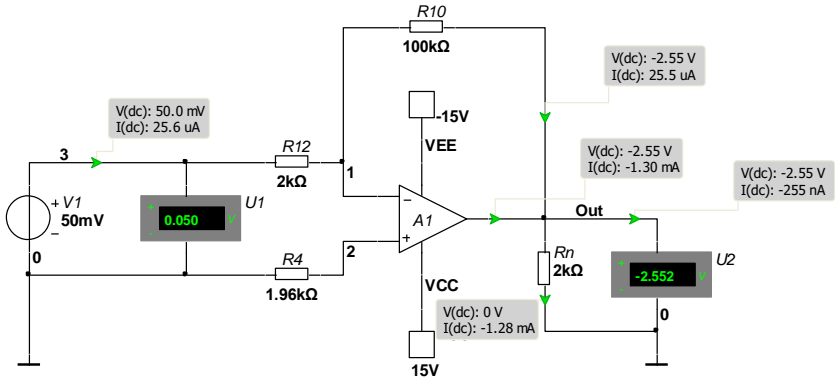 R10
100kΩ
V(dc): -2.55 V
I(dc): 25.5 uA
V(dc): 50.0 mV
I(dc): 25.6 uA
-15V
VEE
V(dc): -2.55 V
I(dc): -1.30 mA
V(dc): -2.55 V
I(dc): -255 nA
3
R12
2kΩ
1
+ V1
50mV
−
+
0.050 V
-
U1
−
A1
+
Out
Rn
2kΩ
U2
+
-2.552 V
-
0
R4
1.96kΩ
2
VCC
V(dc): 0 V
I(dc): -1.28 mA
0
15V